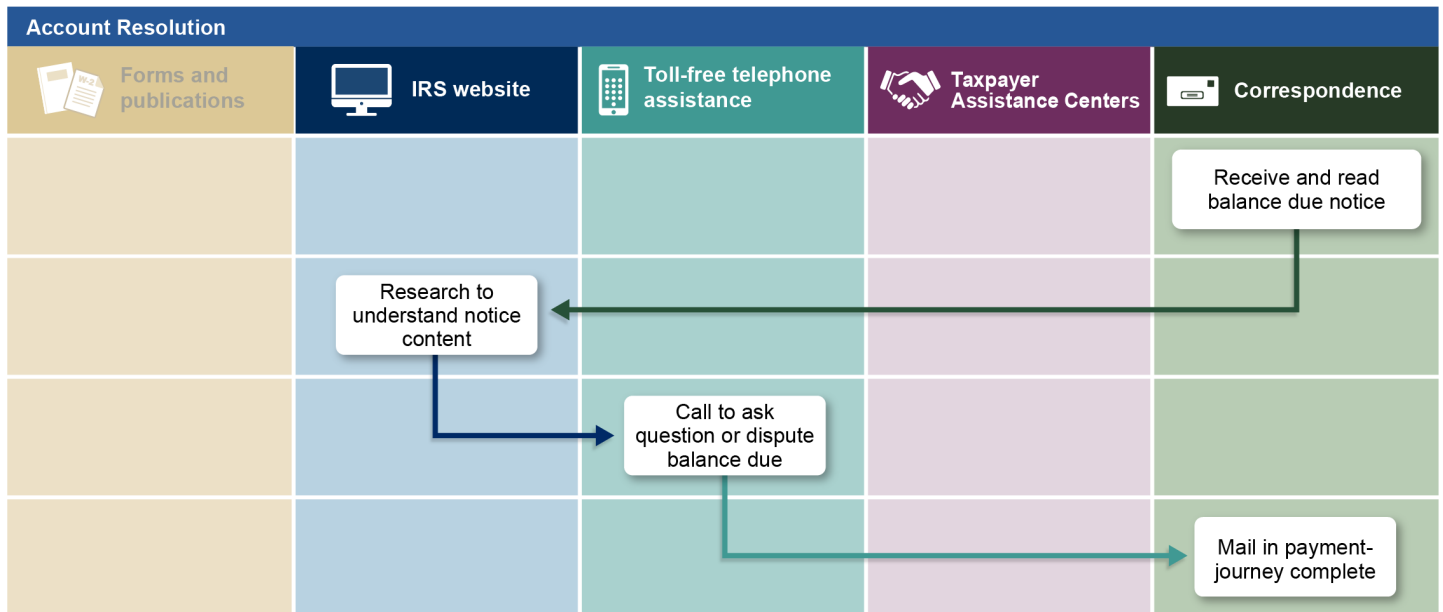 Account Resolution
Forms and
publications
W-2
IRS website
Toll-free telephone
assistance
Taxpayer
Assistance Centers
Correspondence
Receive and read
balance due notice
Research to
understand notice
content
Call to ask
question or dispute
balance due
Mail in payment-
journey complete